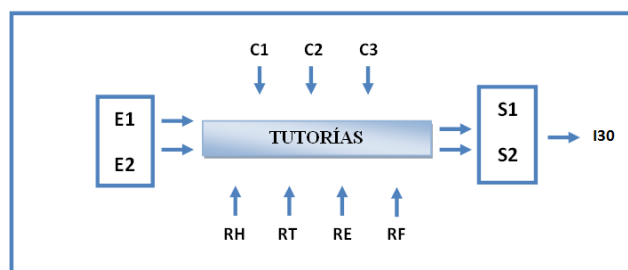 C1 C2 C3
E1
E2
TUTORÍAS
S1
S2
I30
RH RT RE RF